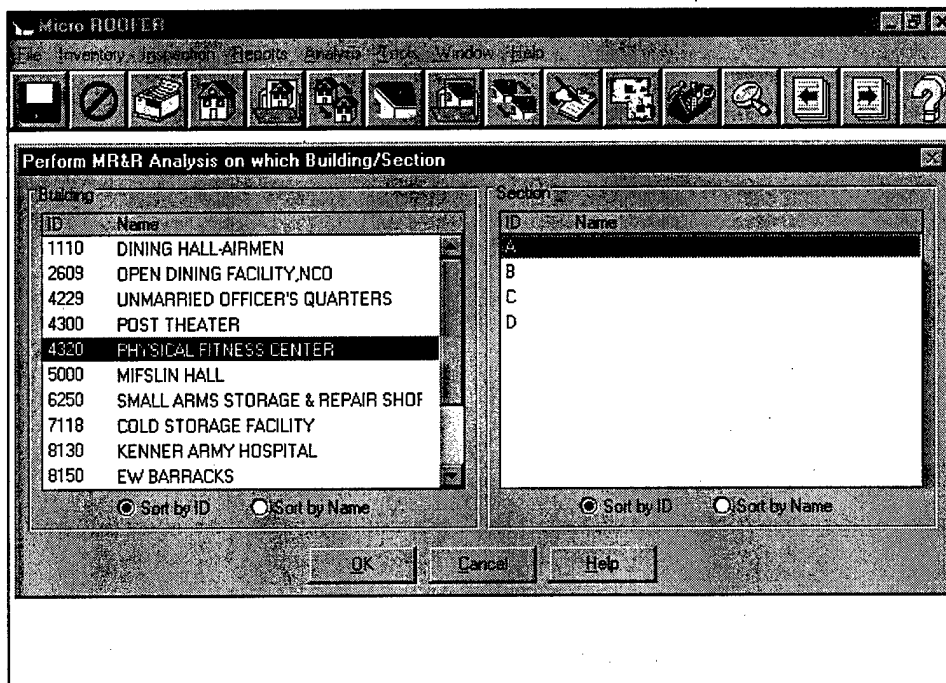 Micro ROOFER
File Inventory Inspection Reports Analysis Tools Window Help
Perform MR&R Analysis on which Building/Section
Building
ID Name
1110 DINING HALL-AIRMEN
2609 OPEN DINING FACILITY,NCO
4229 UNMARRIED OFFICER'S QUARTERS
4300 POST THEATER
4320 PHYSICAL FITNESS CENTER
5000 MIFSLIN HALL
6250 SMALL ARMS STORAGE & REPAIR SHOF
7118 COLD STORAGE FACILITY
8130 KENNER ARMY HOSPITAL
8150 EW BARRACKS
Sort by ID Sort by Name
Section
ID Name
A
B
C
D
Sort by ID Sort by Name
OK Cancel Help